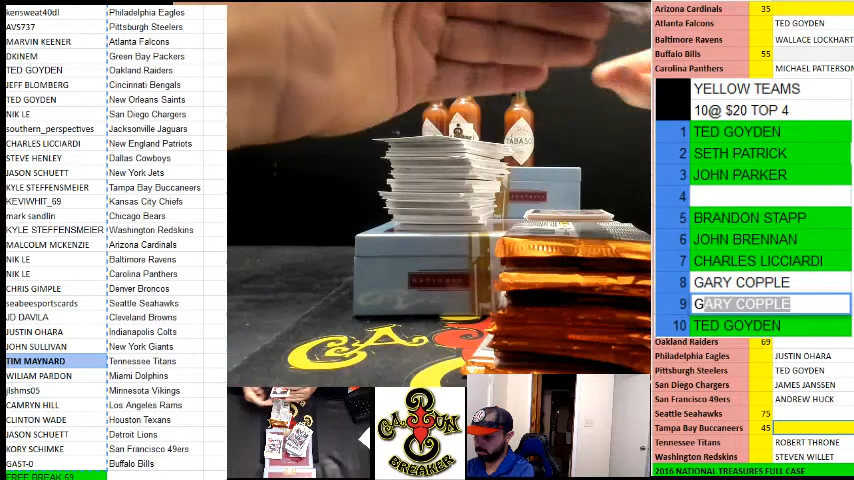 kensweat40dl Philadelphia Eagles
AVS737 Pittsburgh Steelers
MARVIN KEENER Atlanta Falcons
DKINEM Green Bay Packers
TED GOYDEN Oakland Raiders
JEFF BLOMBERG Cincinnati Bengals
TED GOYDEN New Orleans Saints
NIK LE San Diego Chargers
southern_perspectives Jacksonville Jaguars
CHARLES LICCIARDI New England Patriots
STEVE HENLEY Dallas Cowboys
JASON SCHUETT New York Jets
KYLE STEFFENSMEIER Tampa Bay Buccaneers
KEVIWHIT_69 Kansas City Chiefs
mark sandlin Chicago Bears
KYLE STEFFENSMEIER Washington Redskins
MALCOLM MCKENZIE Arizona Cardinals
NIK LE Baltimore Ravens
NIK LE Carolina Panthers
CHRIS GIMPLE Denver Broncos
seabeesportscards Seattle Seahawks
JD DAVILA Cleveland Browns
JUSTIN OHARA Indianapolis Colts
JOHN SULLIVAN New York Giants
TIM MAYNARD Tennessee Titans
WILIAM PARDON Miami Dolphins
jlshms05 Minnesota Vikings
CAMRYN HILL Los Angeles Rams
CLINTON WADE Houston Texans
JASON SCHUETT Detroit Lions
KORY SCHIMKE San Francisco 49ers
GAST-0 Buffalo Bills
FREE BREAK 69
TABASCO
CAJUN
BREAKER
Arizona Cardinals 35
Atlanta Falcons TED GOYDEN
Baltimore Ravens WALLACE LOCKHART
Buffalo Bills 55
Carolina Panthers MICHAEL PATTERSON
YELLOW TEAMS
10@ $20 TOP 4
1 TED GOYDEN
2 SETH PATRICK
3 JOHN PARKER
4
5 BRANDON STAPP
6 JOHN BRENNAN
7 CHARLES LICCIARDI
8 GARY COPPLE
9 GARY COPPLE
10 TED GOYDEN
Oakland Raiders 69
Philadelphia Eagles JUSTIN OHARA
Pittsburgh Steelers TED GOYDEN
San Diego Chargers JAMES JANSSEN
San Francisco 49ers ANDREW HUCK
Seattle Seahawks 75
Tampa Bay Buccaneers 45
Tennessee Titans ROBERT THRONE
Washington Redskins STEVEN WILLET
2016 NATIONAL TREASURES FULL CASE